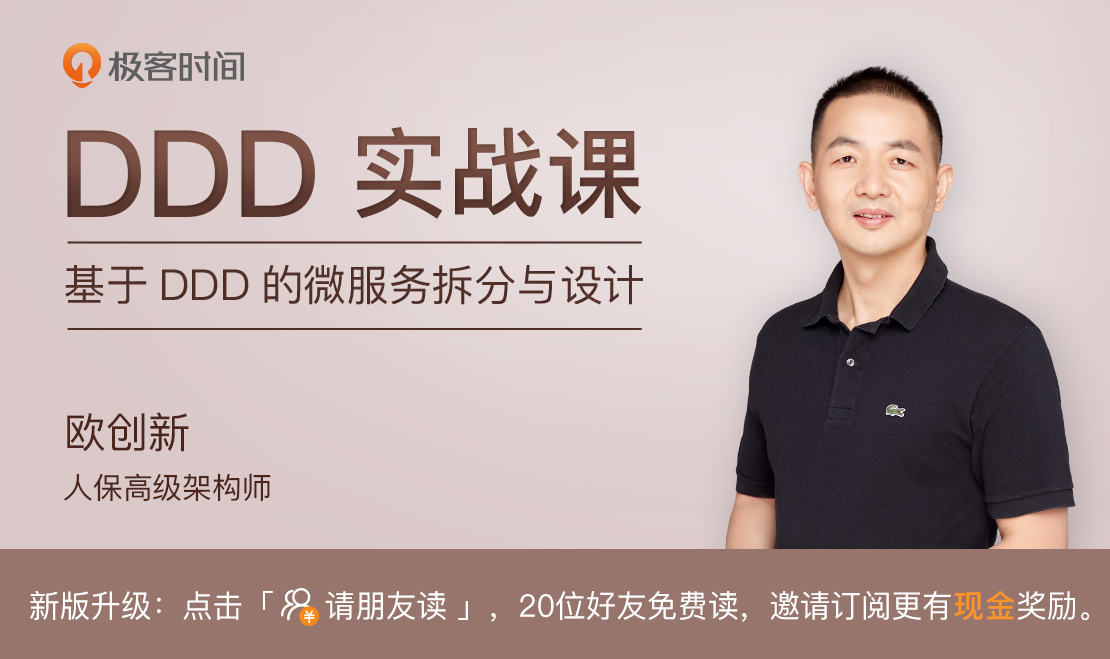 极客时间
DDD 实战课
基于 DDD 的微服务拆分与设计
欧创新
人保高级架构师
新版升级：点击「 ¥ 请朋友读 」，20位好友免费读，邀请订阅更有现金奖励。